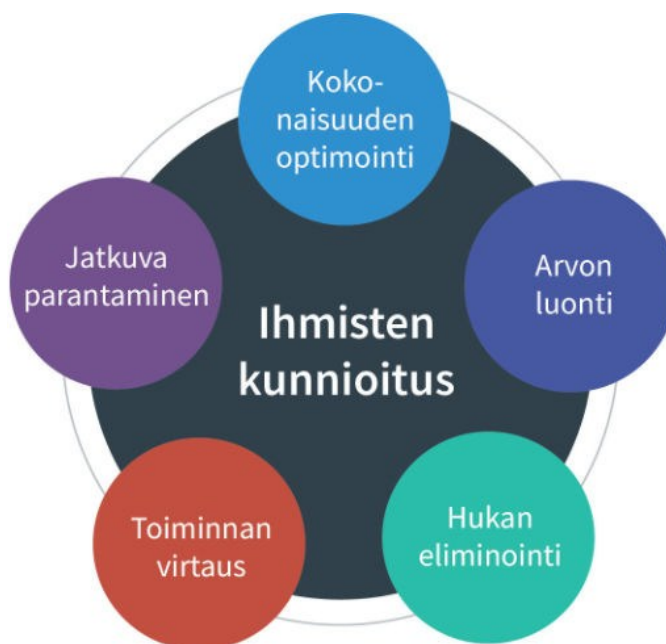 Koko-
naisuuden
optimointi
Arvon
luonti
Hukan
eliminointi
Toiminnan
virtaus
Jatkuva
parantaminen
Ihmisten
kunnioitus